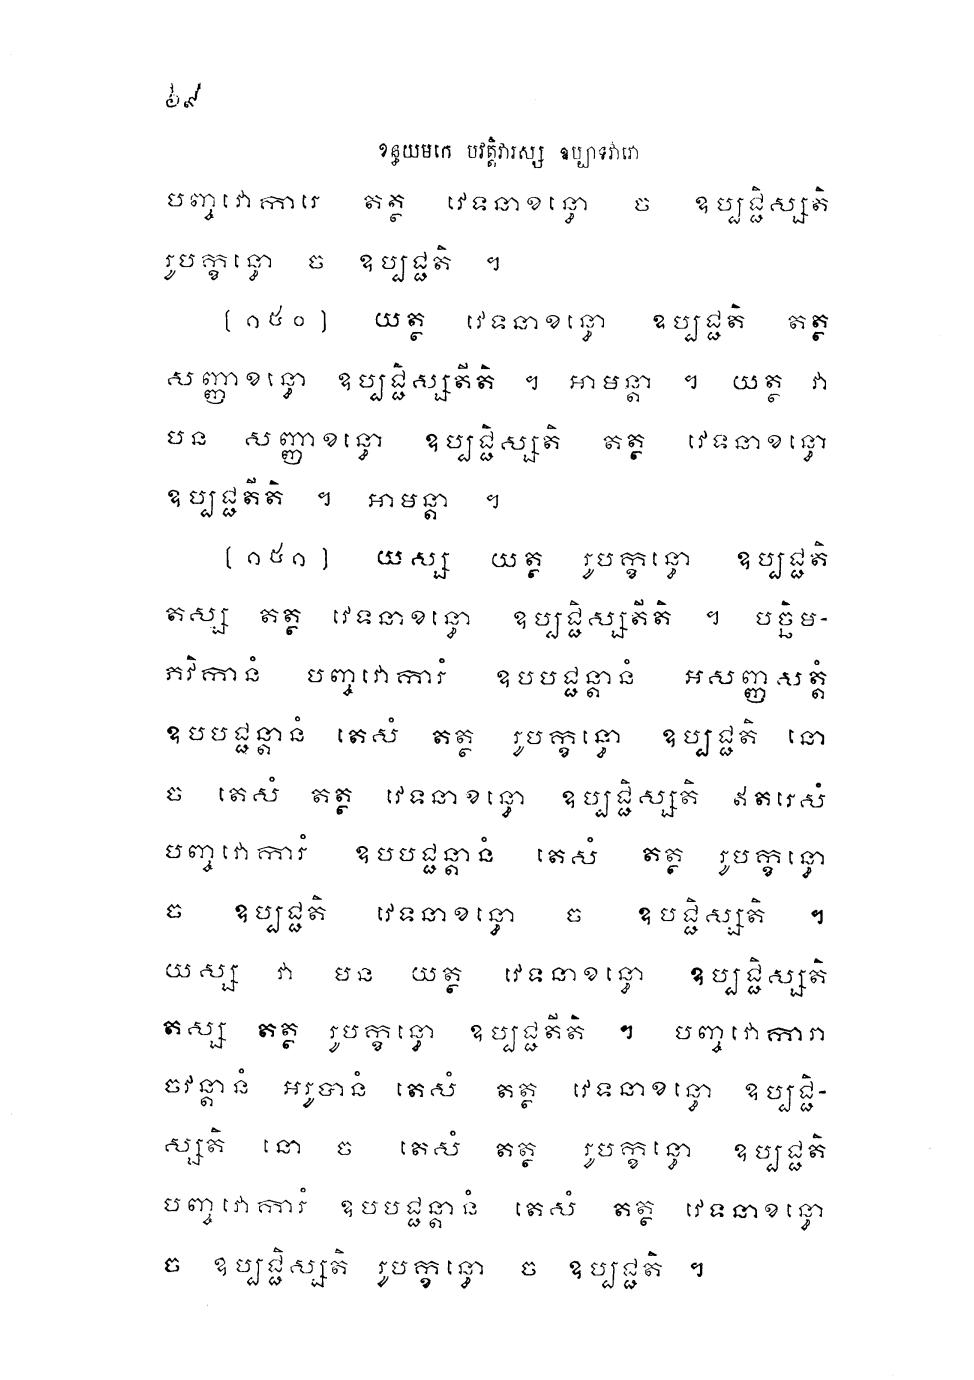 ៦៩
ខន្ធយមកេ បវត្តិវារស្ស ឧប្បាទវារោ
បញ្ចវោការេ តត្ថ វេទនាខន្ធោ ច ឧប្បជ្ជិស្សតិ
រូបក្ខន្ធោ ច ឧប្បជ្ជតិ ។
[១៥០] យត្ថ វេទនាខន្ធោ ឧប្បជ្ជតិ តត្ថ
សញ្ញាខន្ធោ ឧប្បជ្ជិស្សតីតិ ។ អាមន្តា ។ យត្ថ វា
បន សញ្ញាខន្ធោ ឧប្បជ្ជិស្សតិ តត្ថ វេទនាខន្ធោ
ឧប្បជ្ជតីតិ ។ អាមន្តា ។
[១៥១] យស្ស យត្ថ រូបក្ខន្ធោ ឧប្បជ្ជតិ
តស្ស តត្ថ វេទនាខន្ធោ ឧប្បជ្ជិស្សតីតិ ។ បច្ឆិម-
ភវិកានំ បញ្ចវោការំ ឧបបជ្ជន្តានំ អសញ្ញសត្តំ
ឧបបជ្ជន្តានំ តេសំ តត្ថ រូបក្ខន្ធោ ឧប្បជ្ជតិ នោ
ច តេសំ តត្ថ វេទនាខន្ធោ ឧប្បជ្ជិស្សតិ ឥតរេសំ
បញ្ចវោការំ ឧបបជ្ជន្តានំ តេសំ តត្ថ រូបក្ខន្ធោ
ច ឧប្បជ្ជតិ វេទនាខន្ធោ ច ឧបជ្ជិស្សតិ ។
យស្ស វា បន យត្ថ វេទនាខន្ធោ ឧប្បជ្ជិស្សតិ
តស្ស តត្ថ រូបក្ខន្ធោ ឧប្បជ្ជតីតិ ។ បញ្ចវោការា
ចវន្តានំ អរូបានំ តេសំ តត្ថ វេទនាខន្ធោ ឧប្បជ្ជិ-
ស្សតិ នោ ច តេសំ តត្ថ រូបក្ខន្ធោ ឧប្បជ្ជតិ
បញ្ចវោការំ ឧបបជ្ជន្តានំ តេសំ តត្ថ វេទនាខន្ធោ
ច ឧប្បជ្ជិស្សតិ រូបក្ខន្ធោ ច ឧប្បជ្ជតិ ។